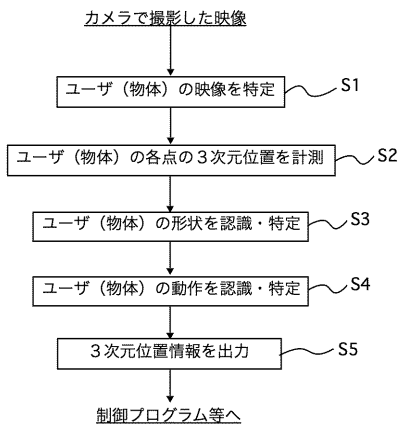 カメラで撮影した映像
ユーザ（物体）の映像を特定 S1
ユーザ（物体）の各点の３次元位置を計測 S2
ユーザ（物体）の形状を認識・特定 S3
ユーザ（物体）の動作を認識・特定 S4
３次元位置情報を出力 S5
制御プログラム等へ